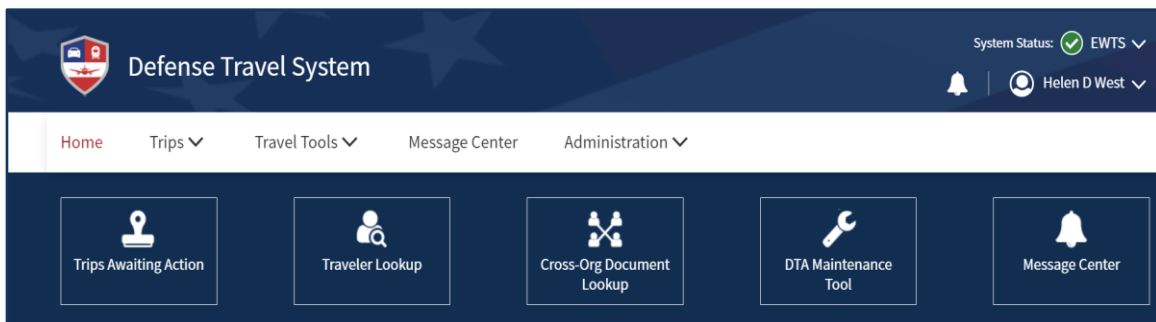 System Status: EWTS
Defense Travel System
Helen D West
Home Trips Travel Tools Message Center Administration
Trips Awaiting Action
Traveler Lookup
Cross-Org Document
Lookup
DTA Maintenance
Tool
Message Center